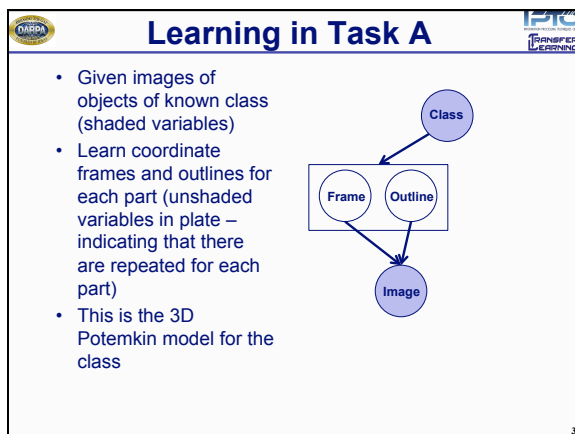 DARPA
Learning in Task A
IPTO
TRANSFER
LEARNING
• Given images of
objects of known class
(shaded variables)
• Learn coordinate
frames and outlines for
each part (unshaded
variables in plate –
indicating that there
are repeated for each
part)
• This is the 3D
Potemkin model for the
class
Class
Frame
Outline
Image